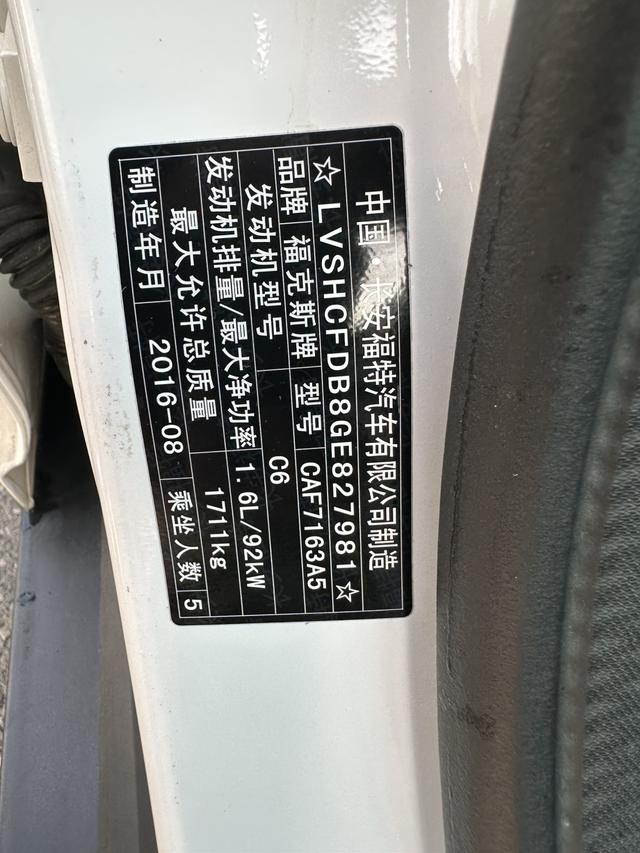 中国·长安福特汽车有限公司制造
☆LVSHCFDB8GE827981☆
品牌 福克斯牌 型号 CAF7163A5
发动机型号 C6
发动机排量/最大净功率 1.6L/92kW
最大允许总质量 1711kg
制造年月 2016-08 乘坐人数 5